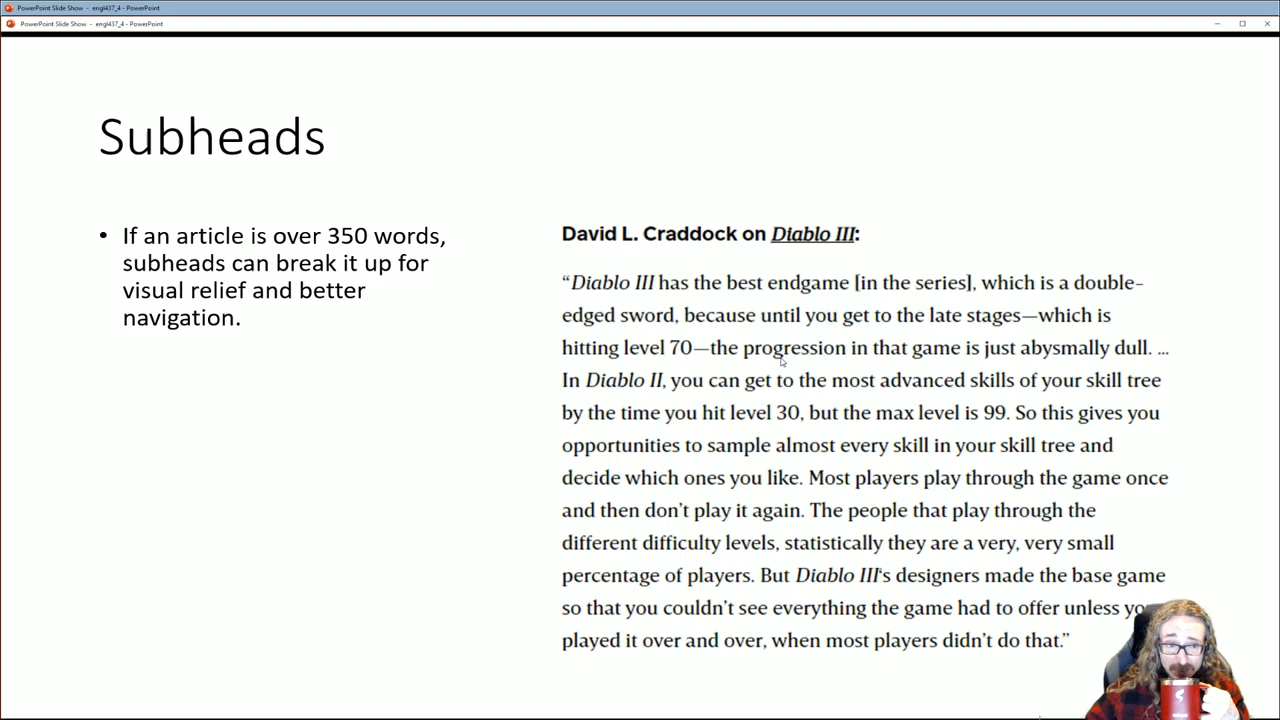 PowerPoint Slide Show - engl437_4 - PowerPoint
PowerPoint Slide Show - engl437_4 - PowerPoint
Subheads
• If an article is over 350 words,
subheads can break it up for
visual relief and better
navigation.
David L. Craddock on Diablo III:
“Diablo III has the best endgame [in the series], which is a double-
edged sword, because until you get to the late stages—which is
hitting level 70—the progression in that game is just abysmally dull. ...
In Diablo II, you can get to the most advanced skills of your skill tree
by the time you hit level 30, but the max level is 99. So this gives you
opportunities to sample almost every skill in your skill tree and
decide which ones you like. Most players play through the game once
and then don’t play it again. The people that play through the
different difficulty levels, statistically they are a very, very small
percentage of players. But Diablo III‘s designers made the base game
so that you couldn’t see everything the game had to offer unless
played it over and over, when most players didn’t do that.”